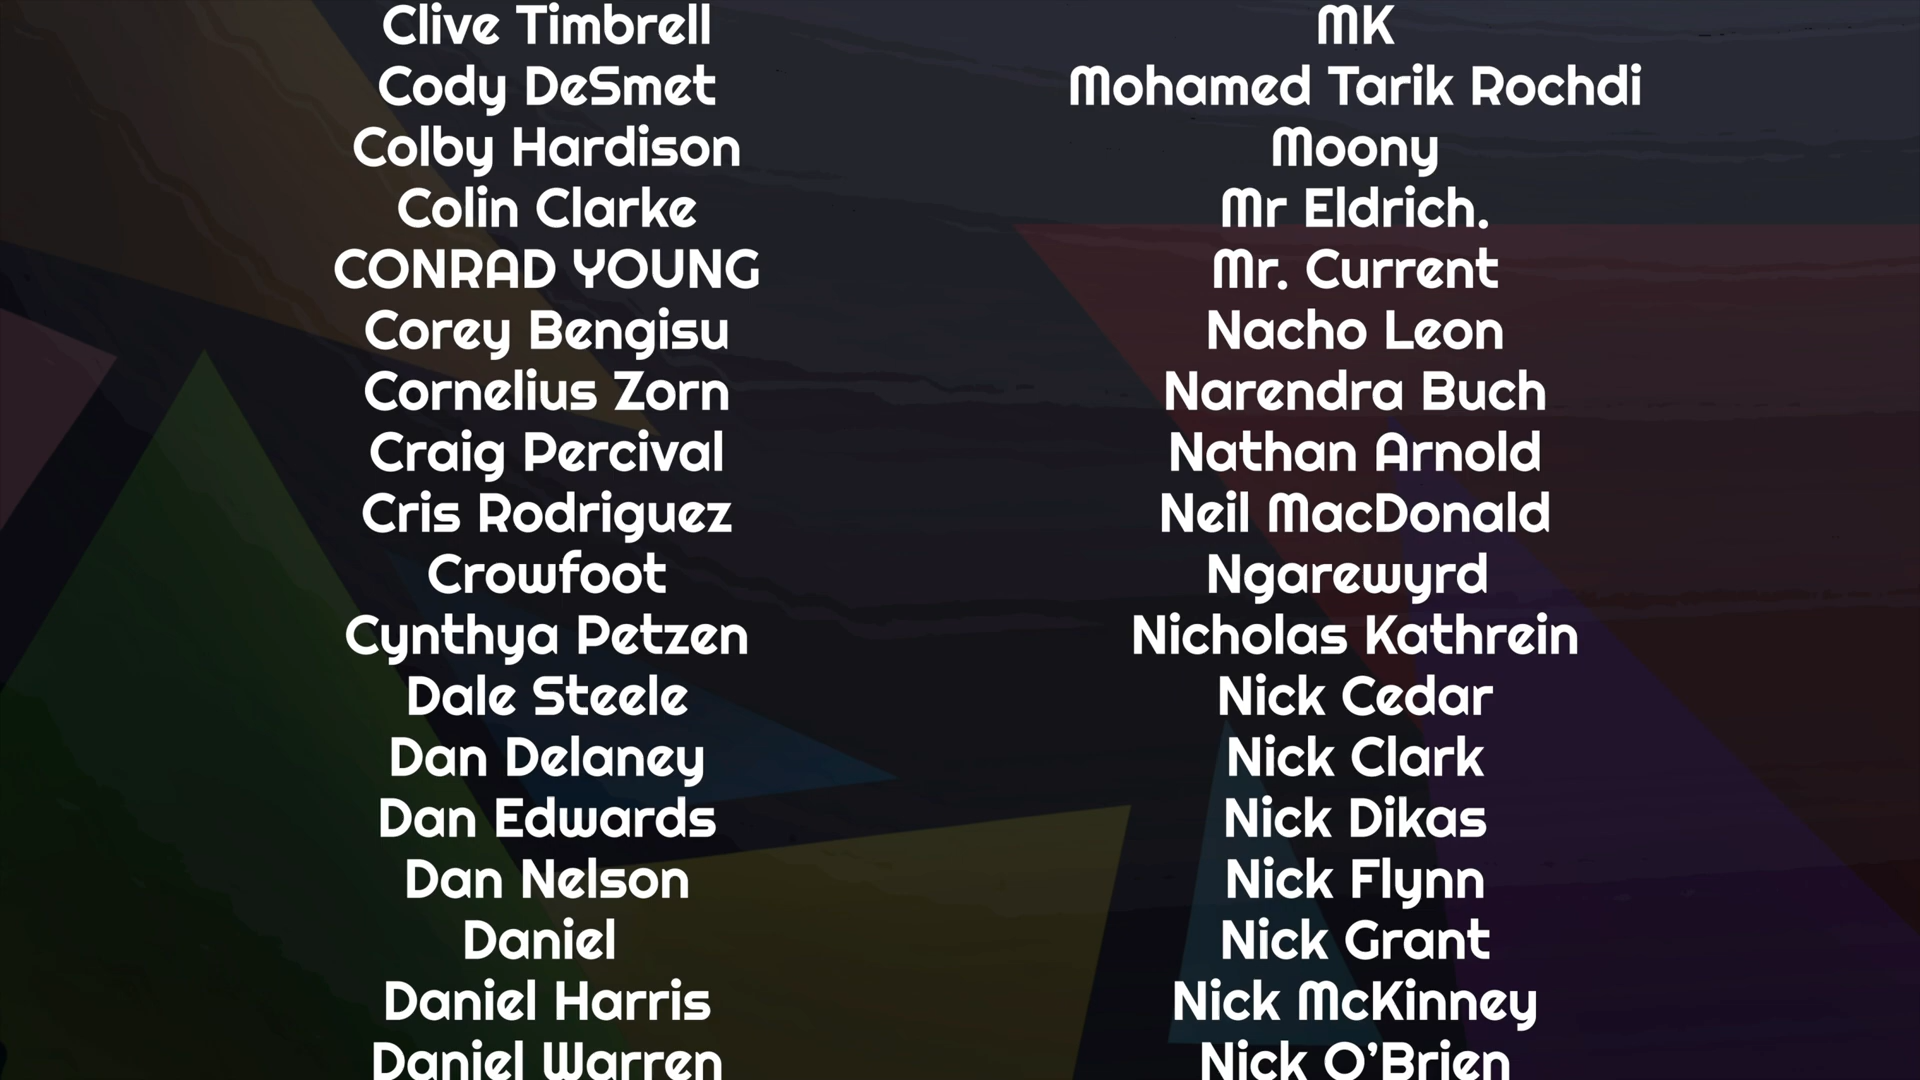 Clive Timbrell
Cody DeSmet
Colby Hardison
Colin Clarke
CONRAD YOUNG
Corey Bengisu
Cornelius Zorn
Craig Percival
Cris Rodriguez
Crowfoot
Cynthya Petzen
Dale Steele
Dan Delaney
Dan Edwards
Dan Nelson
Daniel
Daniel Harris
Daniel Warren
MK
Mohamed Tarik Rochdi
Moony
Mr Eldrich.
Mr. Current
Nacho Leon
Narendra Buch
Nathan Arnold
Neil MacDonald
Ngarewyrd
Nicholas Kathrein
Nick Cedar
Nick Clark
Nick Dikas
Nick Flynn
Nick Grant
Nick McKinney
Nick O’Brien